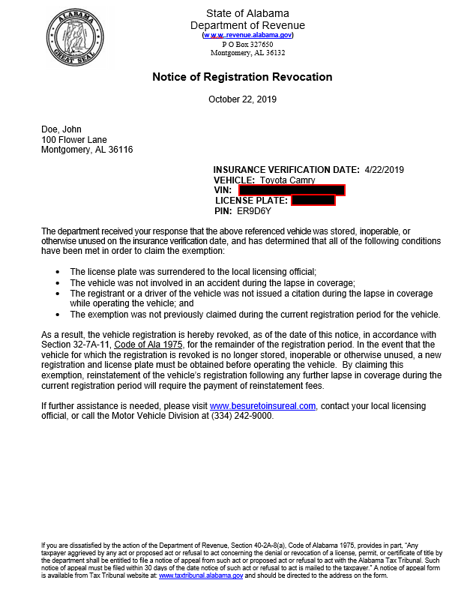 ALABAMA
GREAT SEAL
State of Alabama
Department of Revenue
(www.revenue.alabama.gov)
P O Box 327650
Montgomery, AL 36132
Notice of Registration Revocation
October 22, 2019
Doe, John
100 Flower Lane
Montgomery, AL 36116
INSURANCE VERIFICATION DATE: 4/22/2019
VEHICLE: Toyota Camry
VIN:
LICENSE PLATE:
PIN: ER9D6Y
The department received your response that the above referenced vehicle was stored, inoperable, or
otherwise unused on the insurance verification date, and has determined that all of the following conditions
have been met in order to claim the exemption:
• The license plate was surrendered to the local licensing official;
• The vehicle was not involved in an accident during the lapse in coverage;
• The registrant or a driver of the vehicle was not issued a citation during the lapse in coverage
while operating the vehicle; and
• The exemption was not previously claimed during the current registration period for the vehicle.
As a result, the vehicle registration is hereby revoked, as of the date of this notice, in accordance with
Section 32-7A-11, Code of Ala 1975, for the remainder of the registration period. In the event that the
vehicle for which the registration is revoked is no longer stored, inoperable or otherwise unused, a new
registration and license plate must be obtained before operating the vehicle. By claiming this
exemption, reinstatement of the vehicle's registration following any further lapse in coverage during the
current registration period will require the payment of reinstatement fees.
If further assistance is needed, please visit www.besuretoinsureal.com, contact your local licensing
official, or call the Motor Vehicle Division at (334) 242-9000.
If you are dissatisfied by the action of the Department of Revenue, Section 40-2A-8(a), Code of Alabama 1975, provides in part, "Any
taxpayer aggrieved by any act or proposed act or refusal to act concerning the denial or revocation of a license, permit, or certificate of title by
the department shall be entitled to file a notice of appeal from such act or proposed act or refusal to act with the Alabama Tax Tribunal. Such
notice of appeal must be filed within 30 days of the date notice of such act or refusal to act is mailed to the taxpayer." A notice of appeal form
is available from Tax Tribunal website at: www.taxtribunal.alabama.gov and should be directed to the address on the form.